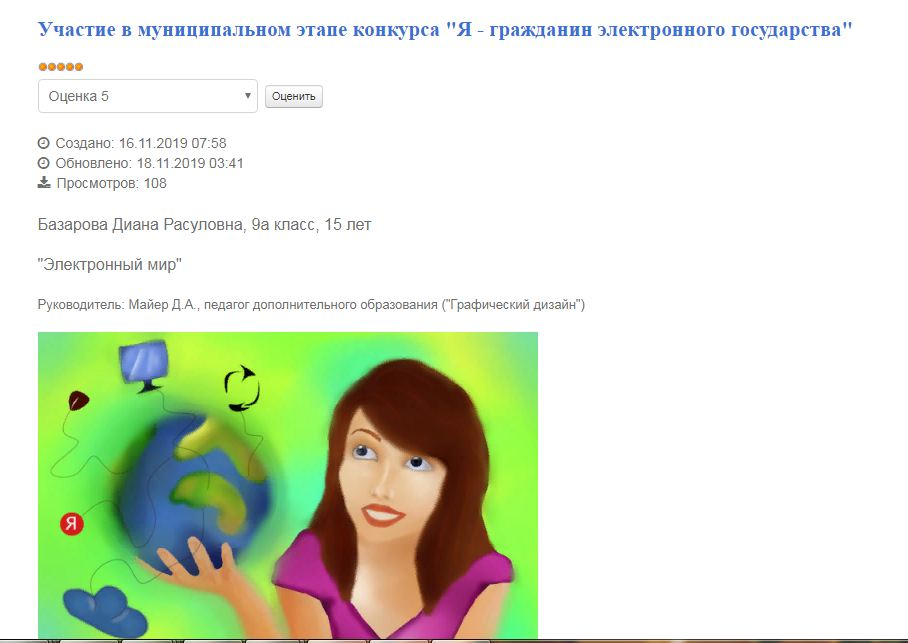 Участие в муниципальном этапе конкурса "Я - гражданин электронного государства"
Оценка 5
Оценить
Создано: 16.11.2019 07:58
Обновлено: 18.11.2019 03:41
Просмотров: 108
Базарова Диана Расуловна, 9а класс, 15 лет
"Электронный мир"
Руководитель: Майер Д.А., педагог дополнительного образования ("Графический дизайн")
Я